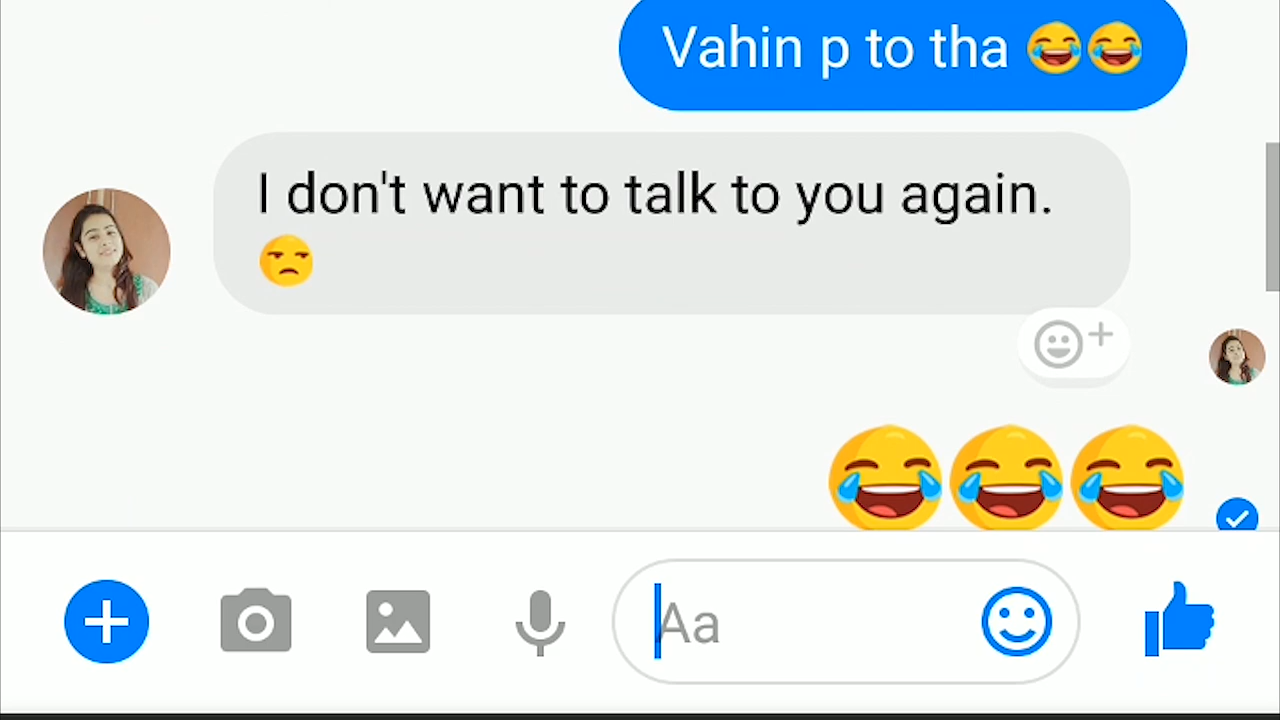 Vahin p to tha 😂😂
I don't want to talk to you again.
😒
😂😂😂
Aa